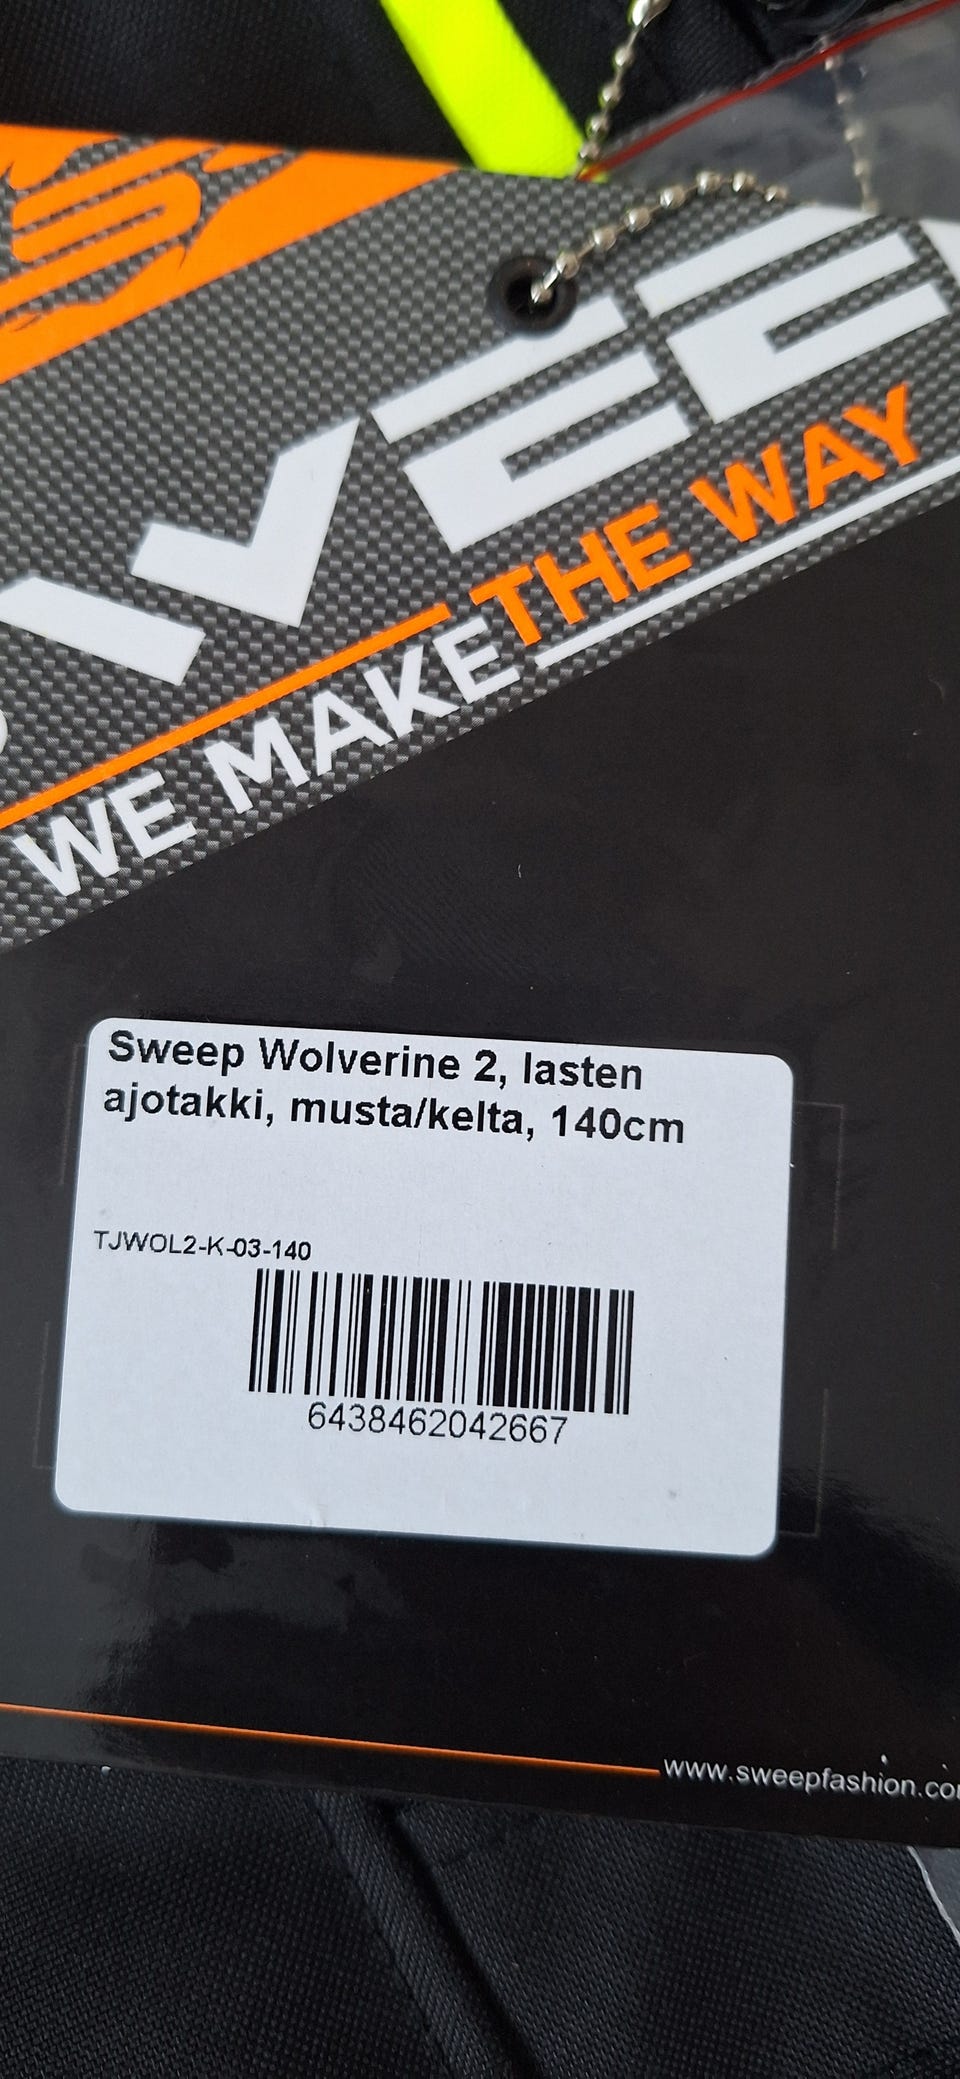 SWEEP
WE MAKE THE WAY
Sweep Wolverine 2, lasten
ajotakki, musta/kelta, 140cm
TJWOL2-K-03-140
6438462042667
www.sweepfashion.co